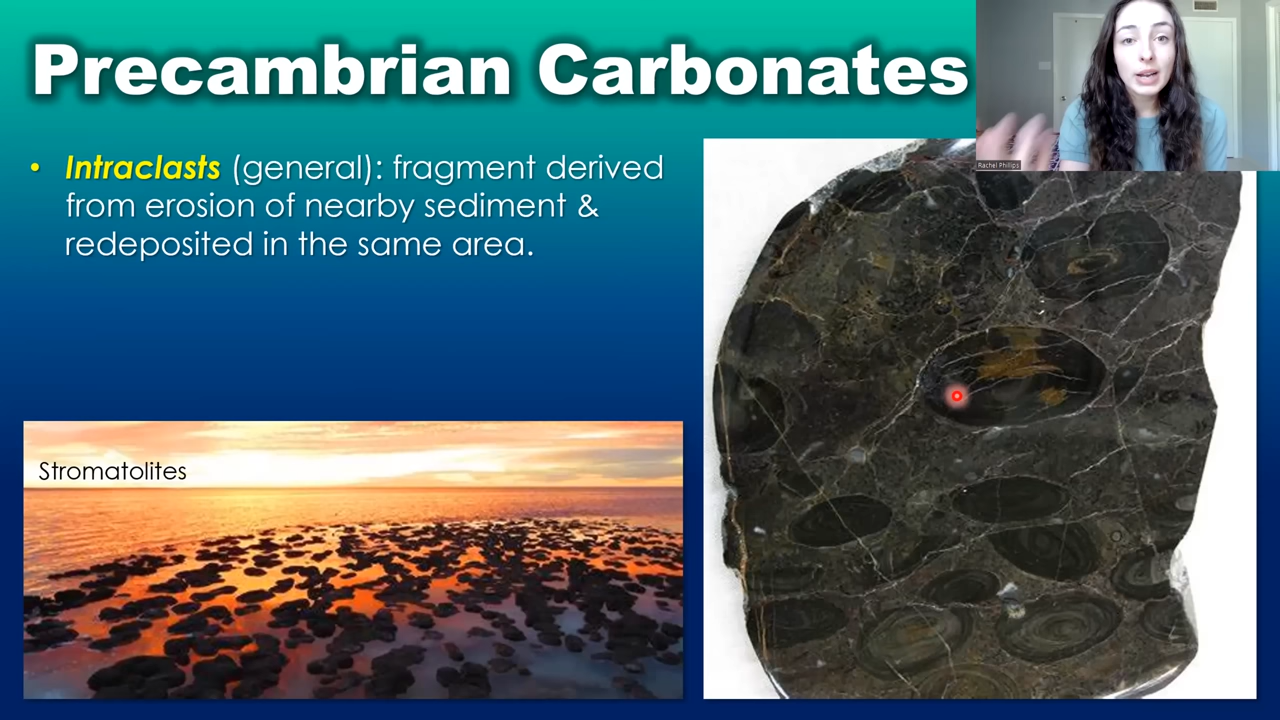 Precambrian Carbonates
Rachel Phillips
• Intraclasts (general): fragment derived
from erosion of nearby sediment &
redeposited in the same area.
Stromatolites